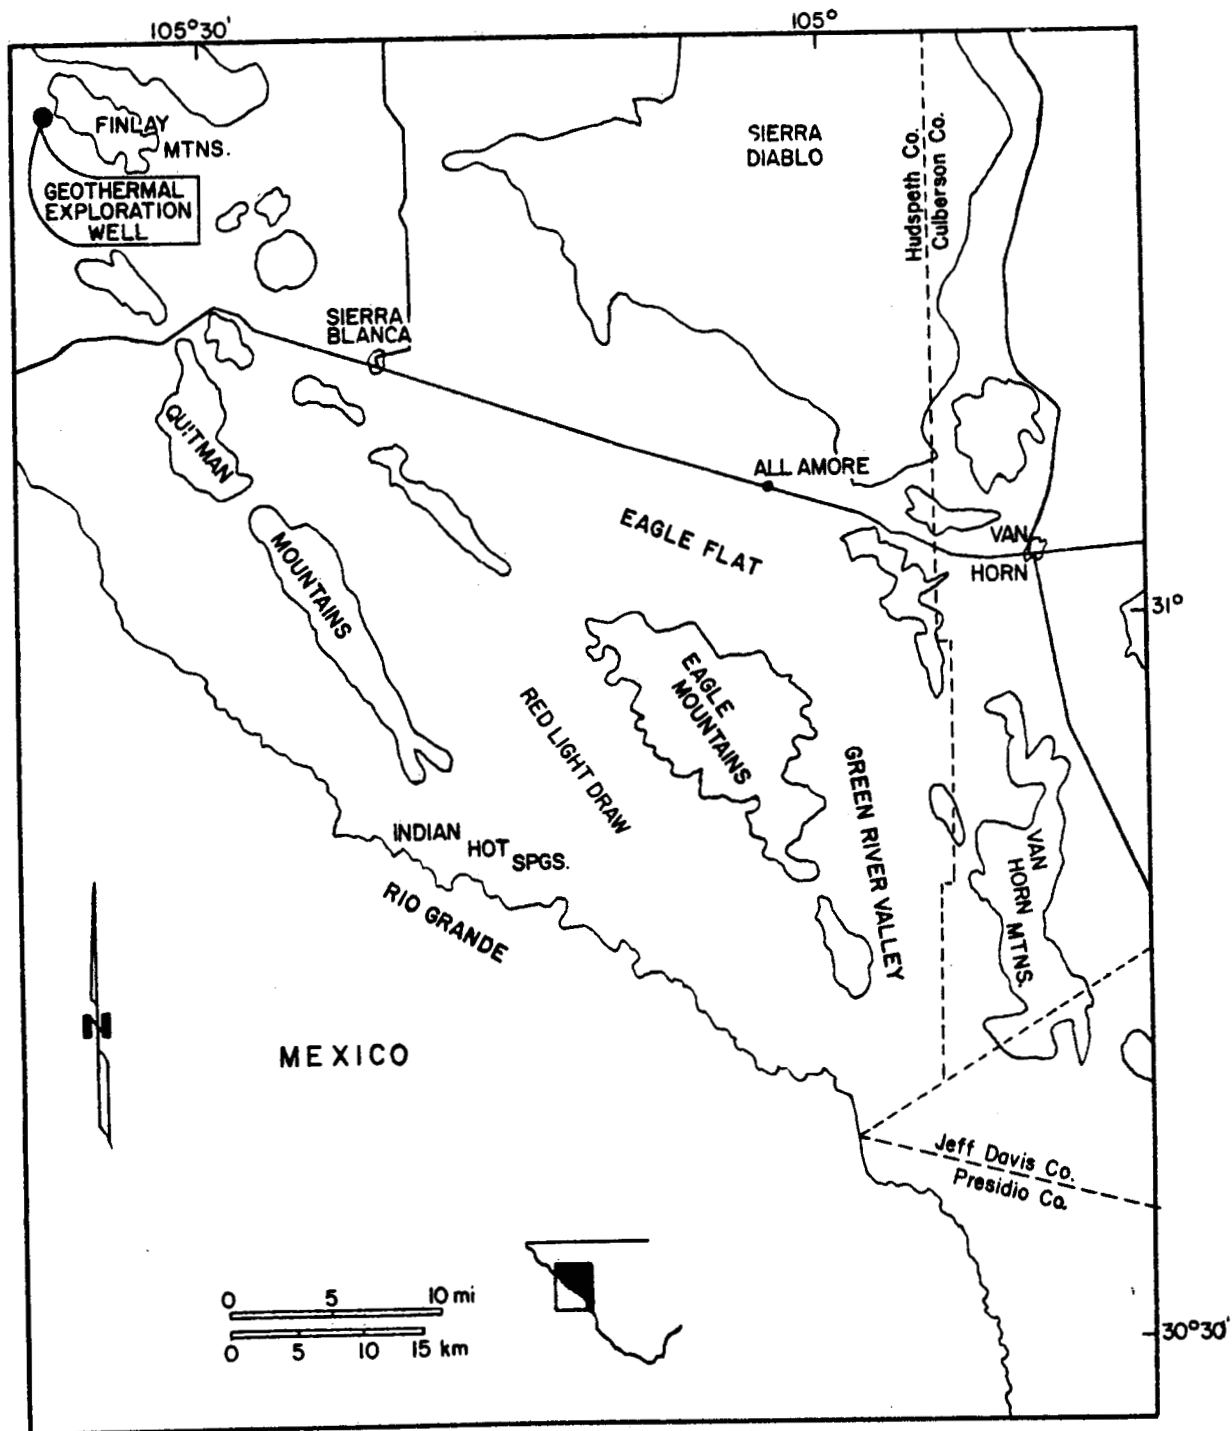 105°30'
105°
FINLAY
MTNS.
GEOTHERMAL
EXPLORATION
WELL
SIERRA
DIABLO
Hudspeth Co.
Culberson Co.
SIERRA
BLANCA
QUITMAN
MOUNTAINS
ALLAMORE
EAGLE FLAT
VAN
HORN
31°
EAGLE
MOUNTAINS
RED LIGHT DRAW
GREEN RIVER VALLEY
INDIAN HOT SPGS.
RIO GRANDE
VAN
HORN MTNS.
N
MEXICO
Jeff Davis Co.
Presidio Co.
0 5 10 mi
0 5 10 15 km
30°30'